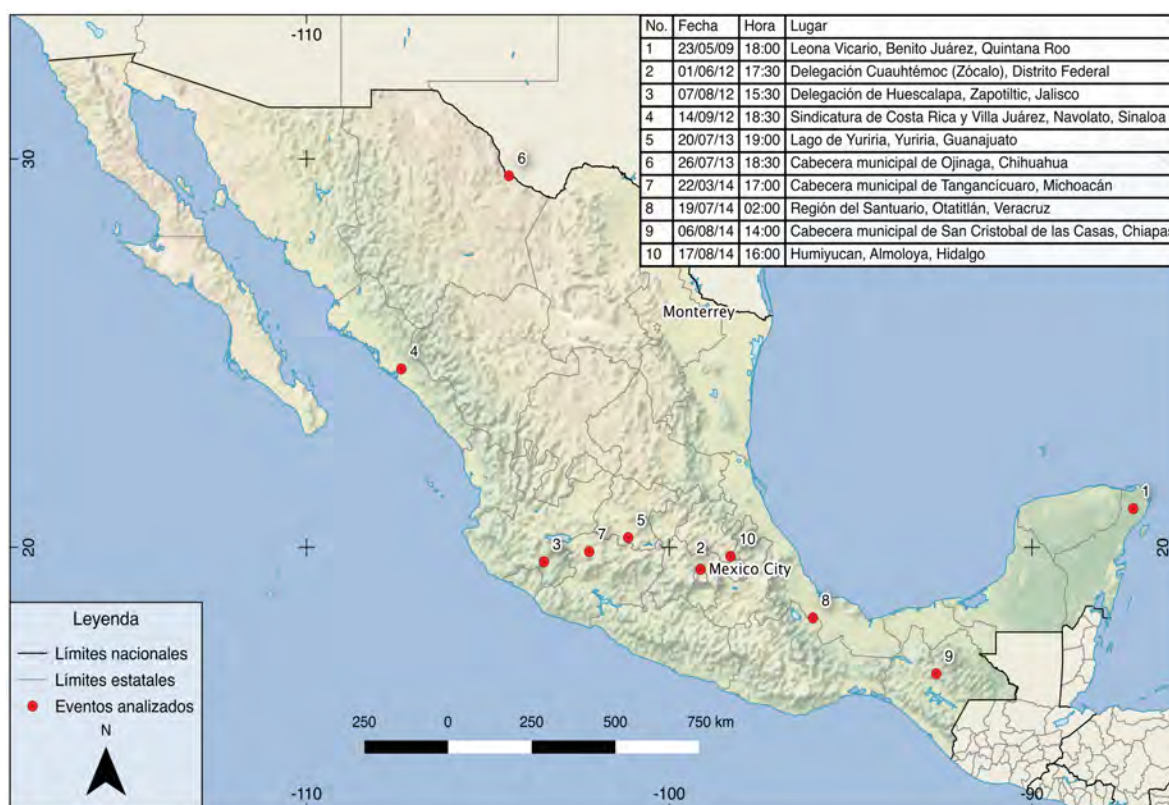 No. Fecha Hora Lugar
1 23/05/09 18:00 Leona Vicario, Benito Juárez, Quintana Roo
2 01/06/12 17:30 Delegación Cuauhtémoc (Zócalo), Distrito Federal
3 07/08/12 15:30 Delegación de Huescalapa, Zapotiltic, Jalisco
4 14/09/12 18:30 Sindicatura de Costa Rica y Villa Juárez, Navolato, Sinaloa
5 20/07/13 19:00 Lago de Yuriria, Yuriria, Guanajuato
6 26/07/13 18:30 Cabecera municipal de Ojinaga, Chihuahua
7 22/03/14 17:00 Cabecera municipal de Tangancícuaro, Michoacán
8 19/07/14 02:00 Región del Santuario, Otatitlán, Veracruz
9 06/08/14 14:00 Cabecera municipal de San Cristobal de las Casas, Chiapas
10 17/08/14 16:00 Humiyucan, Almoloya, Hidalgo
-110
30
6
Monterrey
4
1
5
7
3
2
10
20
20
Mexico City
8
9
Leyenda
Límites nacionales
Límites estatales
Eventos analizados
N
250 0 250 500 750 km
-110
-100
-90